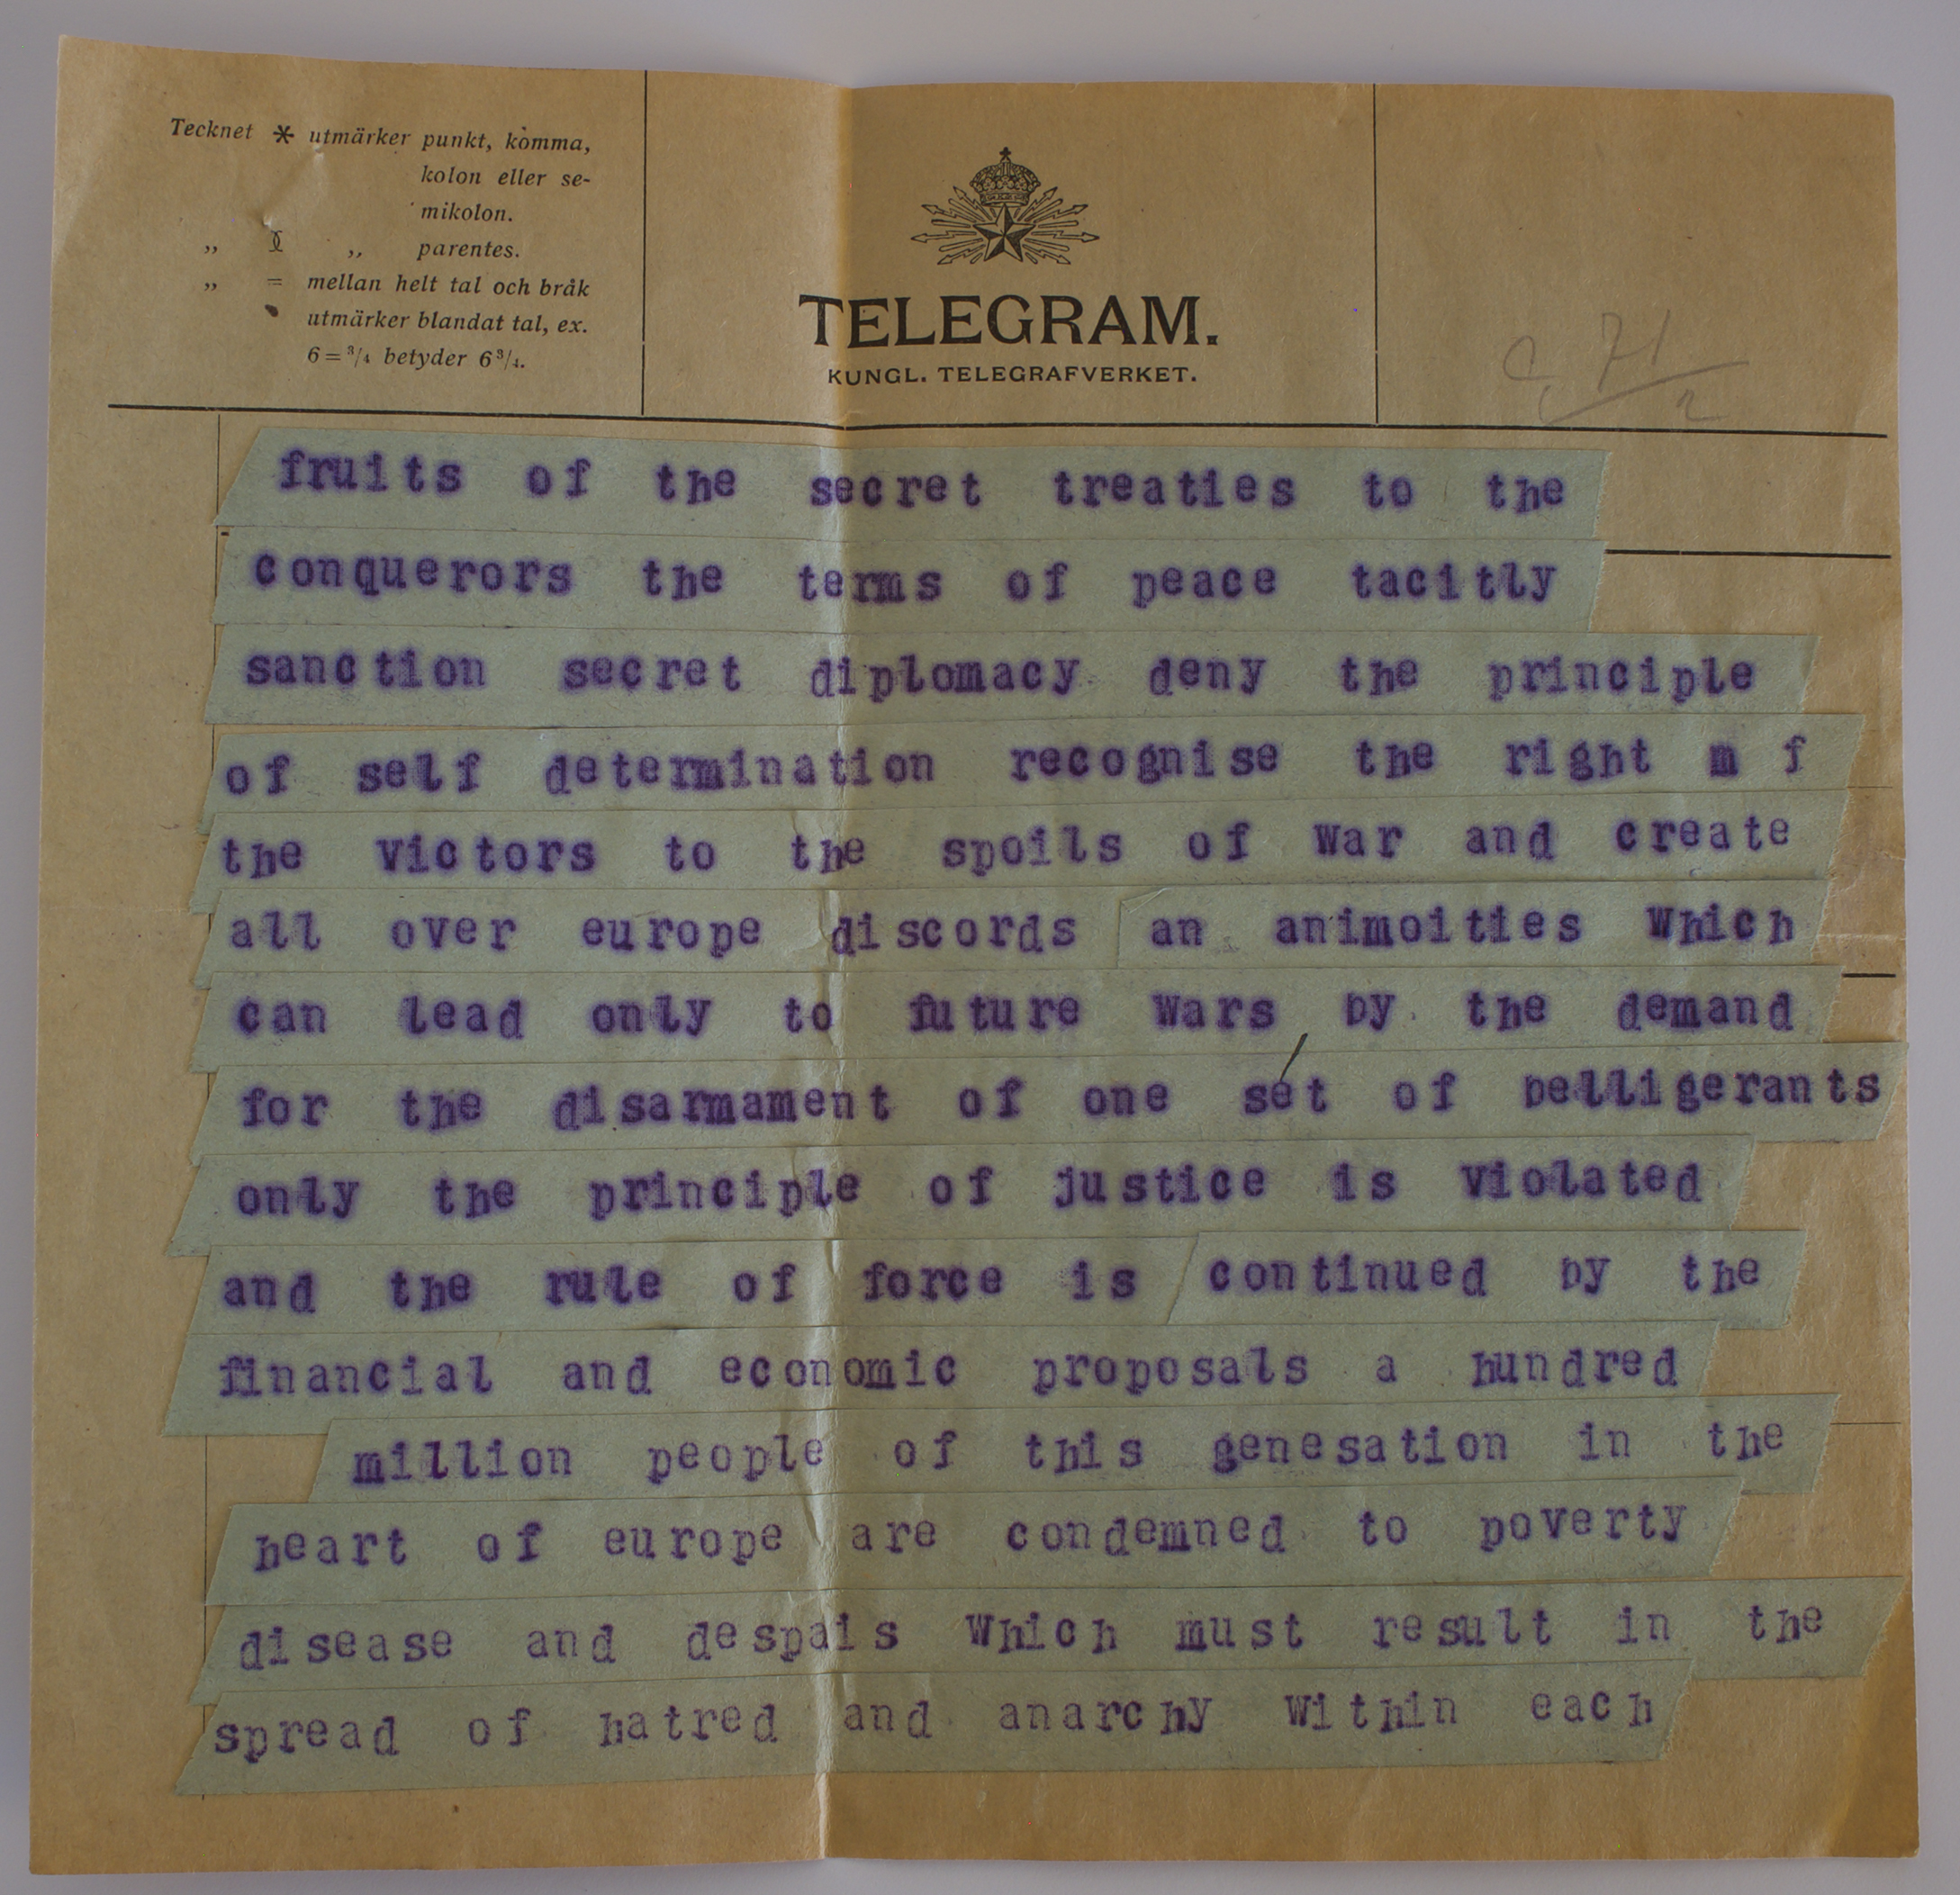 Tecknet * utmärker punkt, komma,
kolon eller se-
mikolon.
„ „ parentes.
„ = mellan helt tal och bråk
utmärker blandat tal, ex.
6=3/4 betyder 6 3/4.
TELEGRAM.
KUNGL. TELEGRAFVERKET.
71
2
fruits of the secret treaties to the
conquerors the terms of peace tacitly
sanction secret diplomacy deny the principle
of self determination recognise the right m f
the victors to the spoils of war and create
all over europe discords an animoities which
can lead only to future wars by the demand
for the disarmament of one set of belligerants
only the principle of justice is violated
and the rule of force is continued by the
financial and economic proposals a hundred
million people of this genesation in the
heart of europe are condemned to poverty
disease and despais which must result in the
spread of hatred and anarchy within each